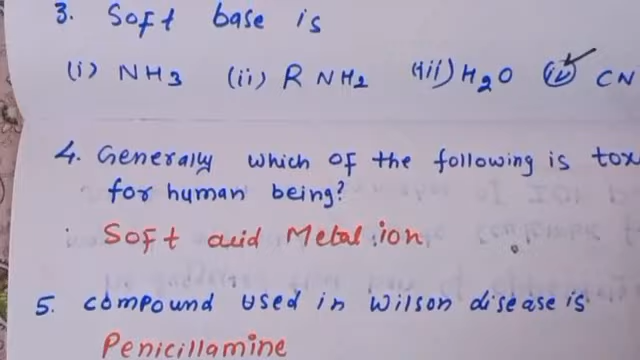 3. Soft base is
(i) NH3 (ii) R NH2 (iii) H2O (iv) CN
4. Generally which of the following is tox
for human being?
Soft acid Metal ion
5. compound used in Wilson disease is
Penicillamine